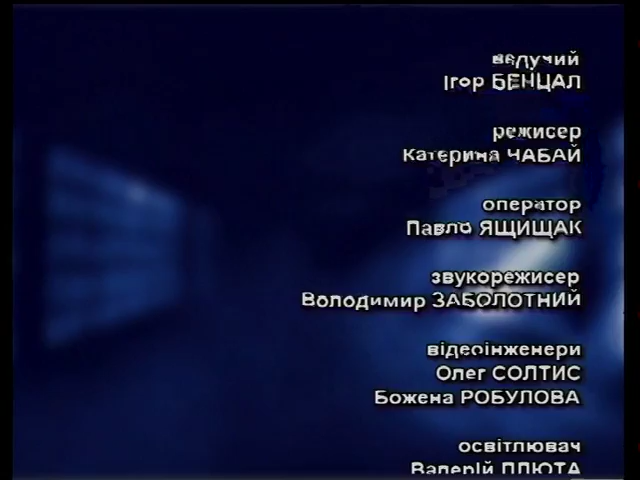 ведучий
Ігор БЕНЦАЛ
режисер
Катерина ЧАБАЙ
оператор
Павло ЯЩИЩАК
звукорежисер
Володимир ЗАБОЛОТНИЙ
відеоінженери
Олег СОЛТИС
Божена РОБУЛОВА
освітлювач
Валерій ПЛЮТА